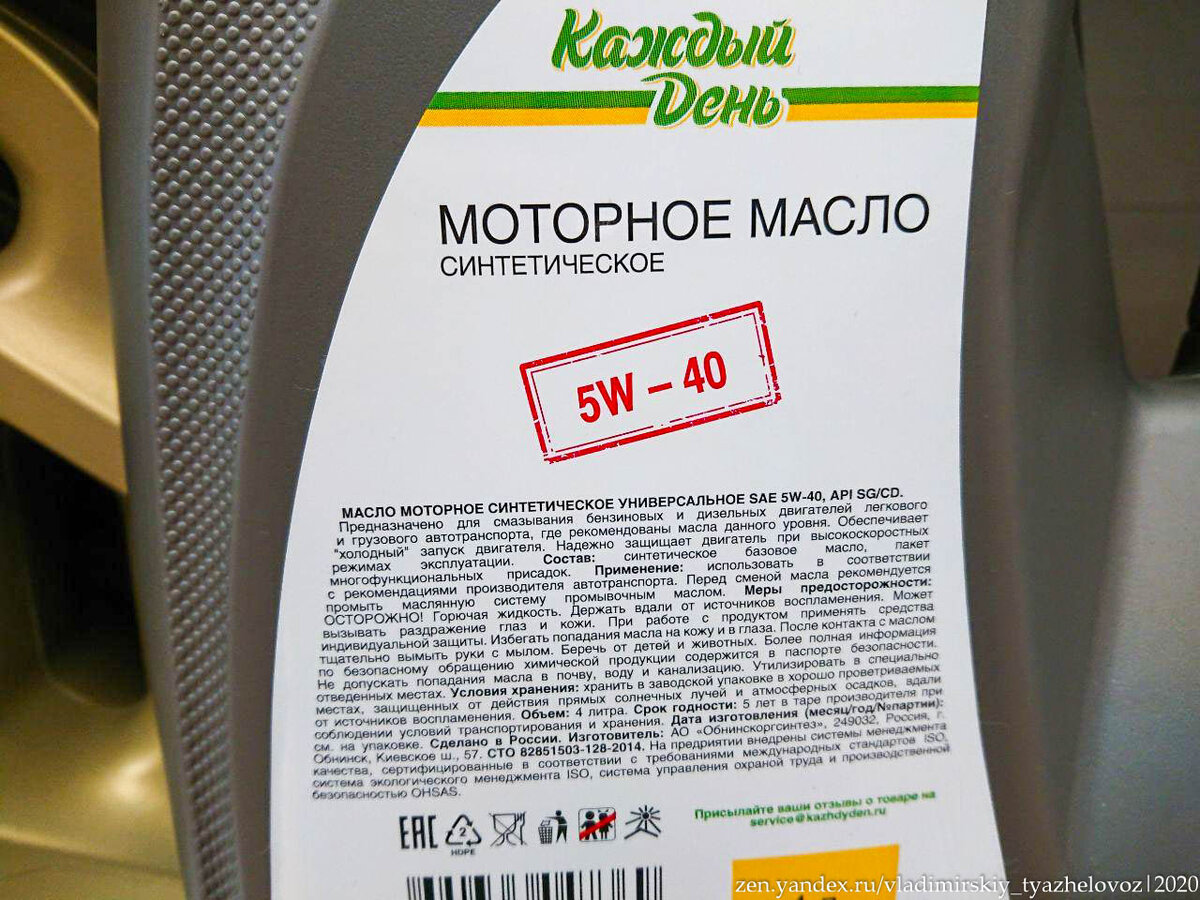 Каждый
День
МОТОРНОЕ МАСЛО
СИНТЕТИЧЕСКОЕ
5W – 40
МАСЛО МОТОРНОЕ СИНТЕТИЧЕСКОЕ УНИВЕРСАЛЬНОЕ SAE 5W-40, API SG/CD.
Предназначено для смазывания бензиновых и дизельных двигателей легкового
и грузового автотранспорта, где рекомендованы масла данного уровня. Обеспечивает
"холодный" запуск двигателя. Надежно защищает двигатель при высокоскоростных
режимах эксплуатации. Состав: синтетическое базовое масло, пакет
многофункциональных присадок. Применение: использовать в соответствии
с рекомендациями производителя автотранспорта. Перед сменой масла рекомендуется
промыть маслянную систему промывочным маслом. Меры предосторожности:
ОСТОРОЖНО! Горючая жидкость. Держать вдали от источников воспламенения. Может
вызывать раздражение глаз и кожи. При работе с продуктом применять средства
индивидуальной защиты. Избегать попадания масла на кожу и в глаза. После контакта с маслом
тщательно вымыть руки с мылом. Беречь от детей и животных. Более полная информация
по безопасному обращению химической продукции содержится в паспорте безопасности.
Не допускать попадания масла в почву, воду и канализацию. Утилизировать в специально
отведенных местах. Условия хранения: хранить в заводской упаковке в хорошо проветриваемых
местах, защищенных от действия прямых солнечных лучей и атмосферных осадков, вдали
от источников воспламенения. Объем: 4 литра. Срок годности: 5 лет в таре производителя при
соблюдении условий транспортирования и хранения. Дата изготовления (месяц/год/№партии):
см. на упаковке. Сделано в России. Изготовитель: АО «Обнинскоргсинтез», 249032, Россия, г.
Обнинск, Киевское ш., 57. СТО 82851503-128-2014. На предприятии внедрены системы менеджмента
качества, сертифицированные в соответствии с требованиями международных стандартов ISO,
система экологического менеджмента ISO, система управления охраной труда и производственной
безопасностью OHSAS.
EAC
2
HDPE
Присылайте ваши отзывы о товаре на
service@kazhdyden.ru
zen.yandex.ru/vladimirskiy_tyazhelovoz|2020